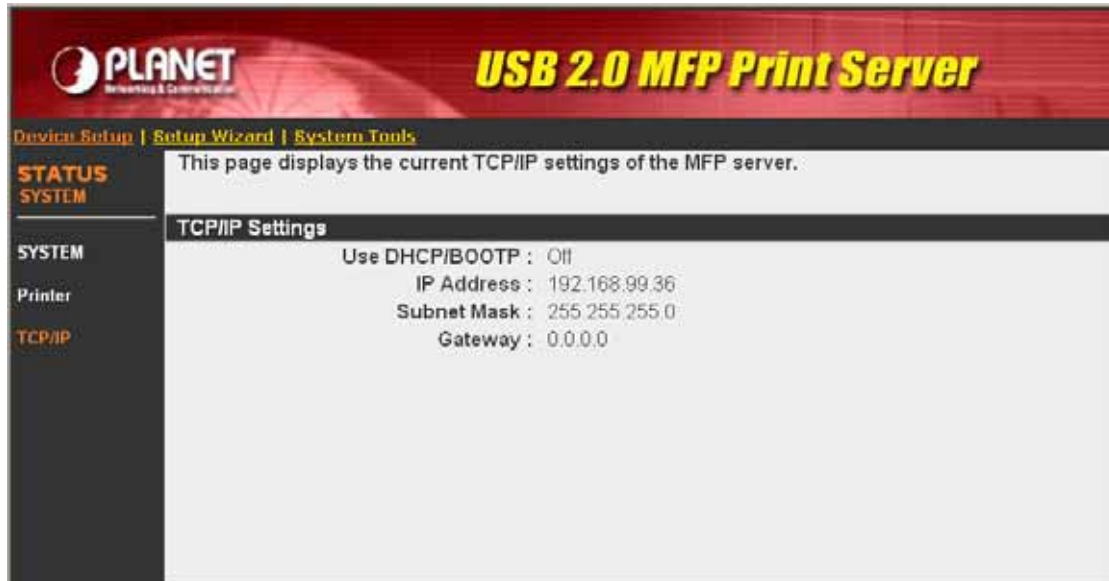 PLANET
Networking & Communication
USB 2.0 MFP Print Server
Device Setup | Setup Wizard | System Tools
STATUS
SYSTEM
This page displays the current TCP/IP settings of the MFP server.
TCP/IP Settings
SYSTEM
Printer
TCP/IP
Use DHCP/BOOTP : Off
IP Address : 192.168.99.36
Subnet Mask : 255.255.255.0
Gateway : 0.0.0.0